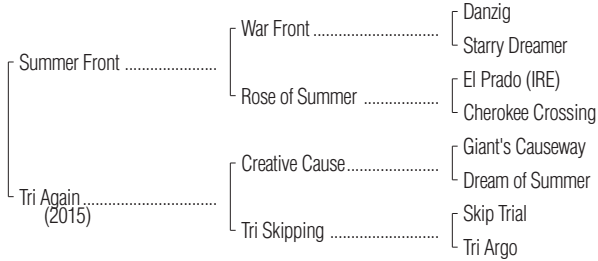 Danzig
War Front
Starry Dreamer
Summer Front
El Prado (IRE)
Rose of Summer
Cherokee Crossing
Giant's Causeway
Creative Cause
Dream of Summer
Tri Again
(2015)
Skip Trial
Tri Skipping
Tri Argo